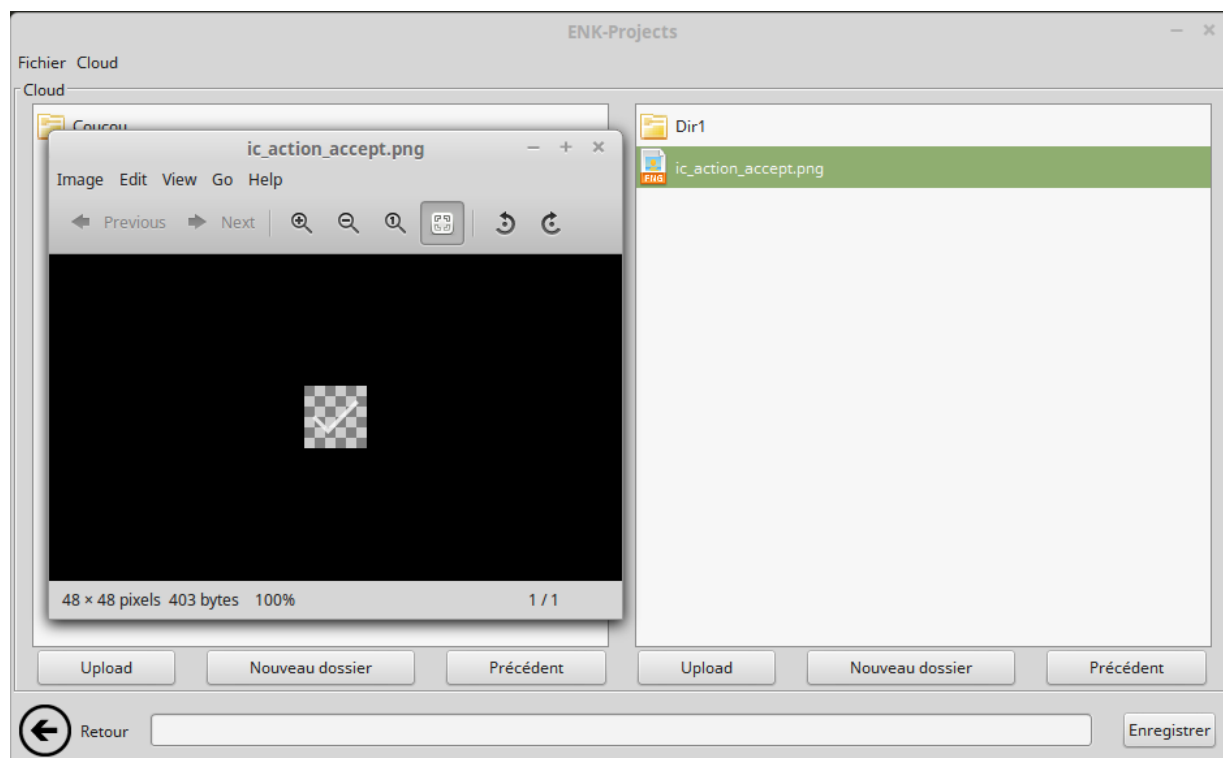 ENK-Projects
Fichier Cloud
Cloud
Coucou
ic_action_accept.png
Image Edit View Go Help
Previous Next
48 × 48 pixels 403 bytes 100% 1 / 1
Dir1
PNG ic_action_accept.png
Upload Nouveau dossier Précédent
Upload Nouveau dossier Précédent
Retour Enregistrer